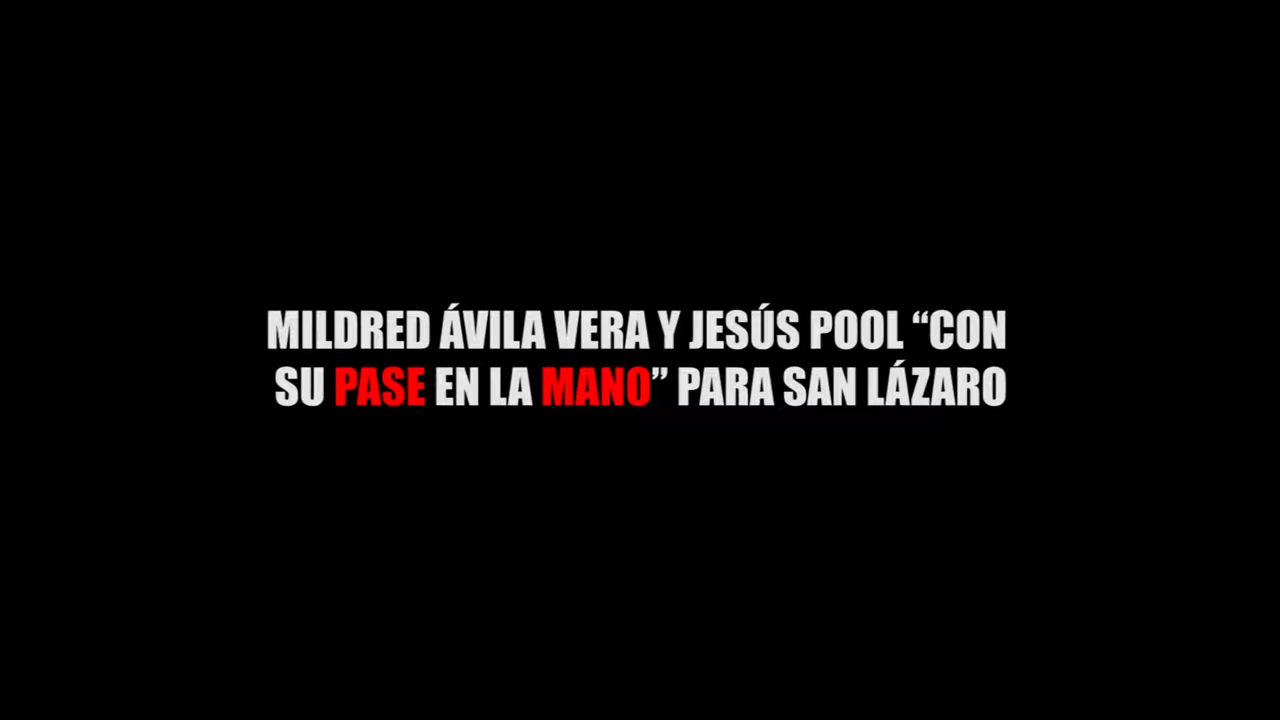 MILDRED ÁVILA VERA Y JESÚS POOL “CON
SU PASE EN LA MANO” PARA SAN LÁZARO